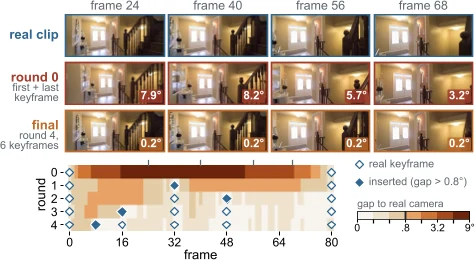 frame 24 frame 40 frame 56 frame 68
real clip
round 0
first + last
keyframe
7.9° 8.2° 5.7° 3.2°
final
round 4,
6 keyframes
0.2° 0.2° 0.2° 0.2°
round
0
1
2
3
4
0 16 32 48 64 80
frame
real keyframe
inserted (gap > 0.8°)
gap to real camera
0 .8 3.2 9°